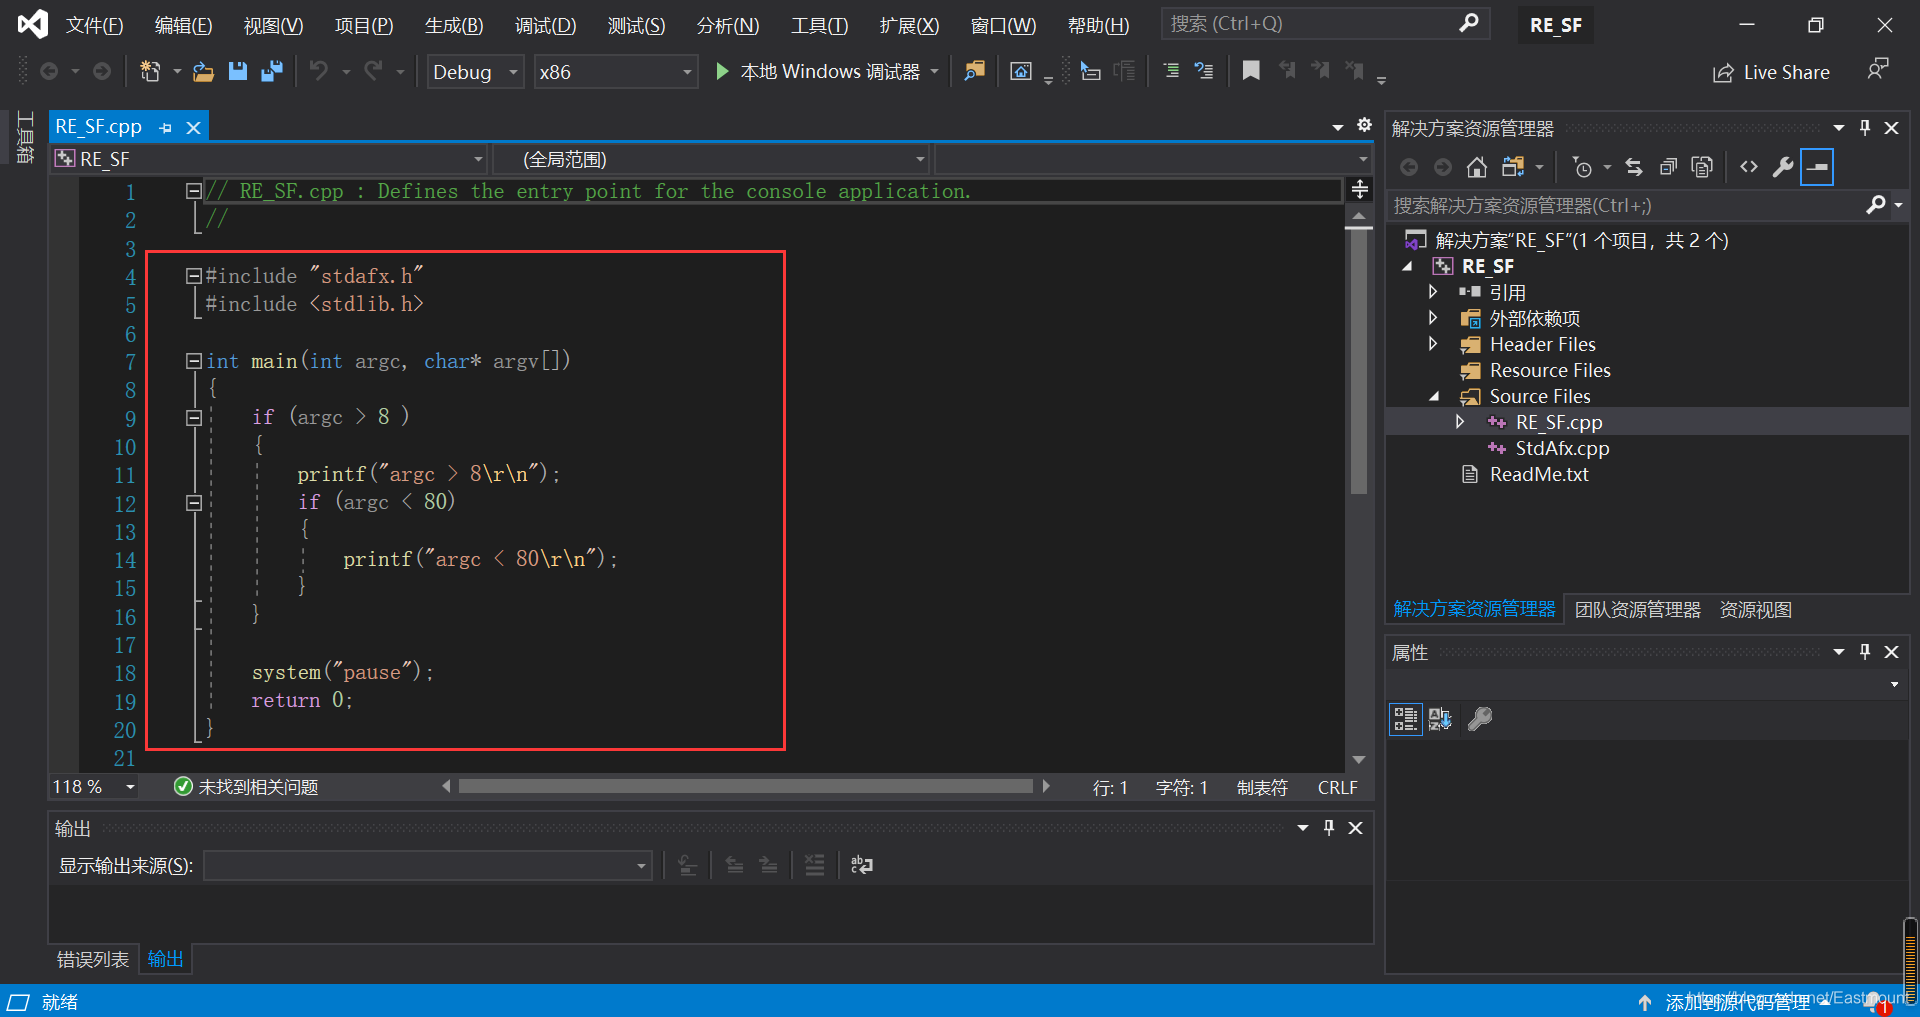 文件(F) 编辑(E) 视图(V) 项目(P) 生成(B) 调试(D) 测试(S) 分析(N) 工具(T) 扩展(X) 窗口(W) 帮助(H) 搜索 (Ctrl+Q) RE_SF
Debug x86 本地 Windows 调试器 Live Share
工具箱
RE_SF.cpp
RE_SF (全局范围)
1 // RE_SF.cpp : Defines the entry point for the console application.
2 //
3
4 #include "stdafx.h"
5 #include <stdlib.h>
6
7 int main(int argc, char* argv[])
8 {
9 if (argc > 8 )
10 {
11 printf("argc > 8\r\n");
12 if (argc < 80)
13 {
14 printf("argc < 80\r\n");
15 }
16 }
17
18 system("pause");
19 return 0;
20 }
21
118 % 未找到相关问题 行: 1 字符: 1 制表符 CRLF
输出
显示输出来源(S):
错误列表 输出
解决方案资源管理器
搜索解决方案资源管理器(Ctrl+;)
解决方案"RE_SF"(1 个项目，共 2 个)
RE_SF
引用
外部依赖项
Header Files
Resource Files
Source Files
RE_SF.cpp
StdAfx.cpp
ReadMe.txt
解决方案资源管理器 团队资源管理器 资源视图
属性
就绪 添加到源代码管理 1